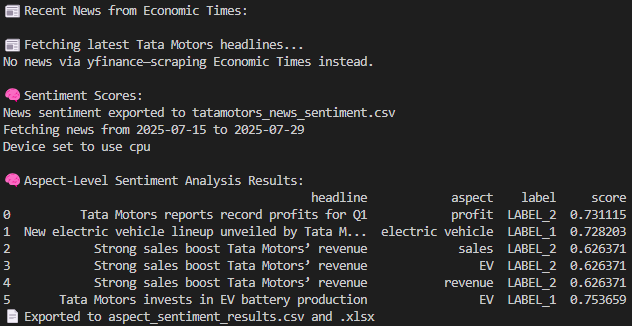 Recent News from Economic Times:
Fetching latest Tata Motors headlines...
No news via yfinance—scraping Economic Times instead.
Sentiment Scores:
News sentiment exported to tatamotors_news_sentiment.csv
Fetching news from 2025-07-15 to 2025-07-29
Device set to use cpu
Aspect-Level Sentiment Analysis Results:
headline aspect label score
0 Tata Motors reports record profits for Q1 profit LABEL_2 0.731115
1 New electric vehicle lineup unveiled by Tata M... electric vehicle LABEL_1 0.728203
2 Strong sales boost Tata Motors’ revenue sales LABEL_2 0.626371
3 Strong sales boost Tata Motors’ revenue EV LABEL_2 0.626371
4 Strong sales boost Tata Motors’ revenue revenue LABEL_2 0.626371
5 Tata Motors invests in EV battery production EV LABEL_1 0.753659
Exported to aspect_sentiment_results.csv and .xlsx